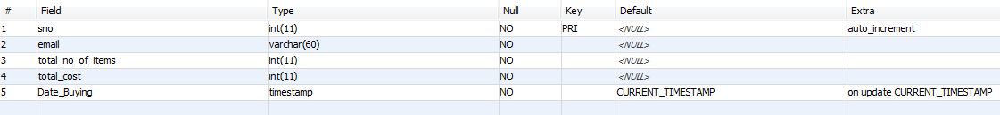 # Field Type Null Key Default Extra
1 sno int(11) NO PRI <NULL> auto_increment
2 email varchar(60) NO <NULL>
3 total_no_of_items int(11) NO <NULL>
4 total_cost int(11) NO <NULL>
5 Date_Buying timestamp NO CURRENT_TIMESTAMP on update CURRENT_TIMESTAMP